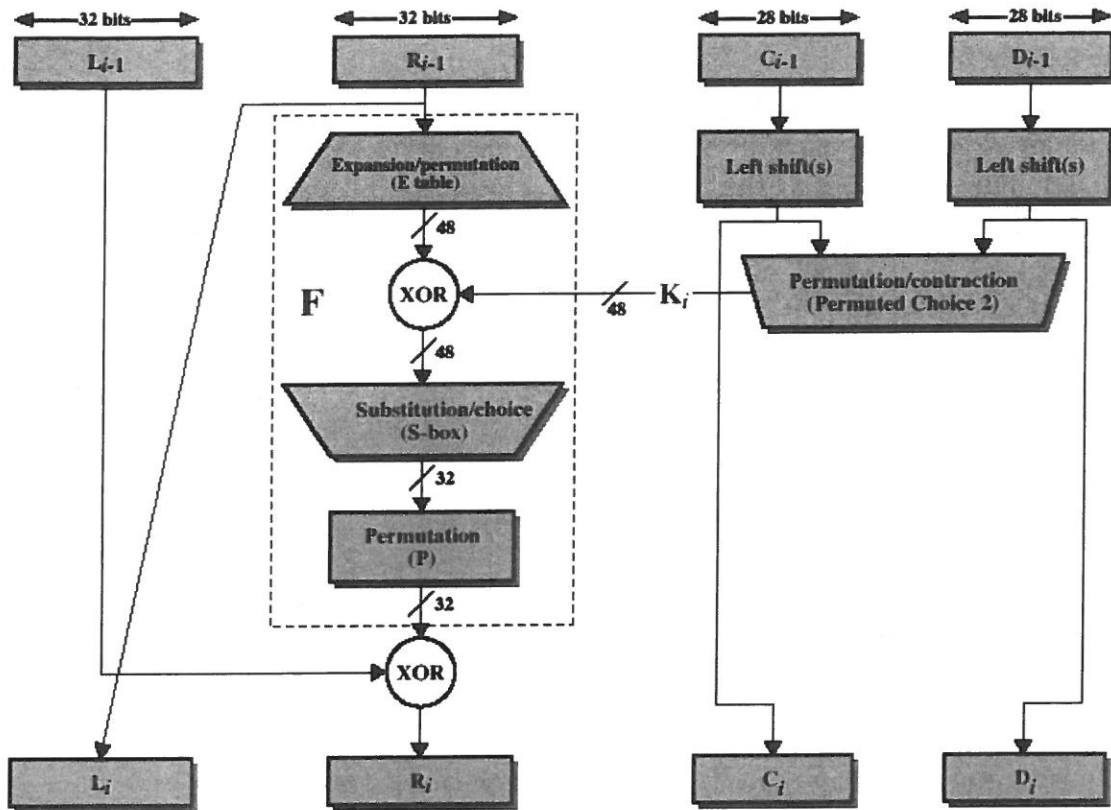 32 bits
32 bits
28 bits
28 bits
Li-1
Ri-1
Ci-1
Di-1
Expansion/permutation
(E table)
Left shift(s)
Left shift(s)
48
F
XOR
48
Ki
Permutation/contraction
(Permuted Choice 2)
48
Substitution/choice
(S-box)
32
Permutation
(P)
32
XOR
Li
Ri
Ci
Di